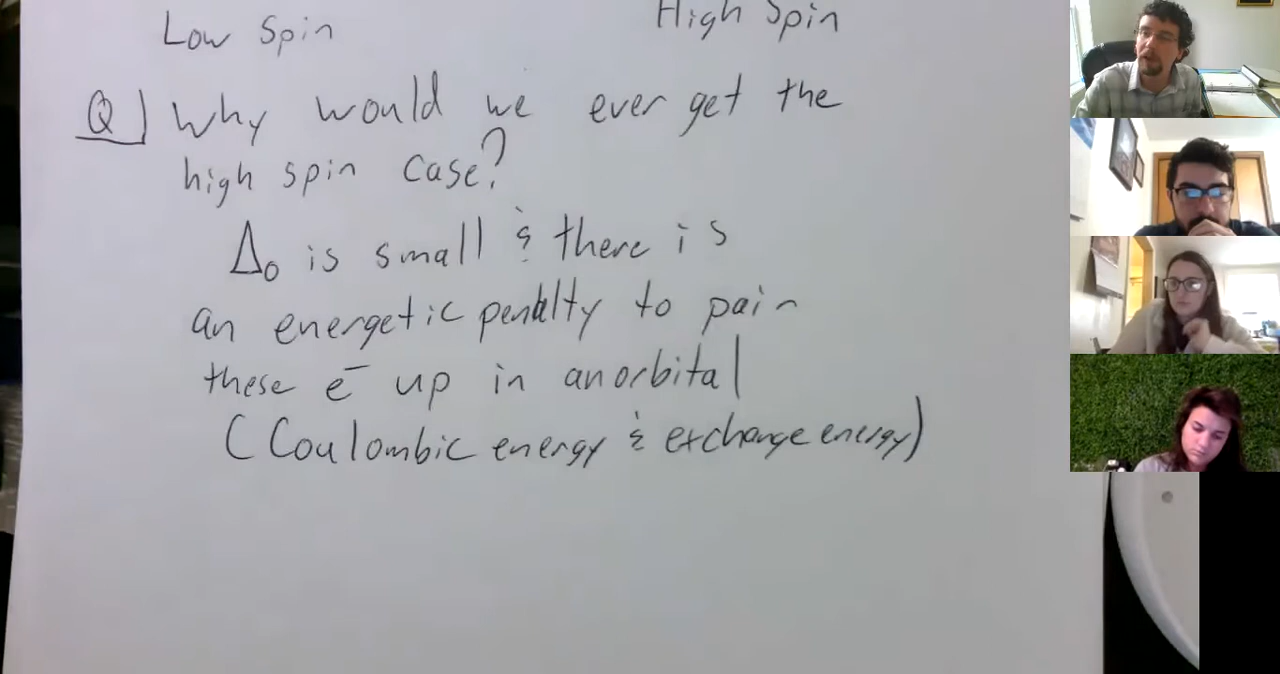 Low Spin
High Spin
Q] Why would we ever get the
high spin case?
Δo is small & there is
an energetic penalty to pair
these e⁻ up in an orbital
(Coulombic energy & exchange energy)